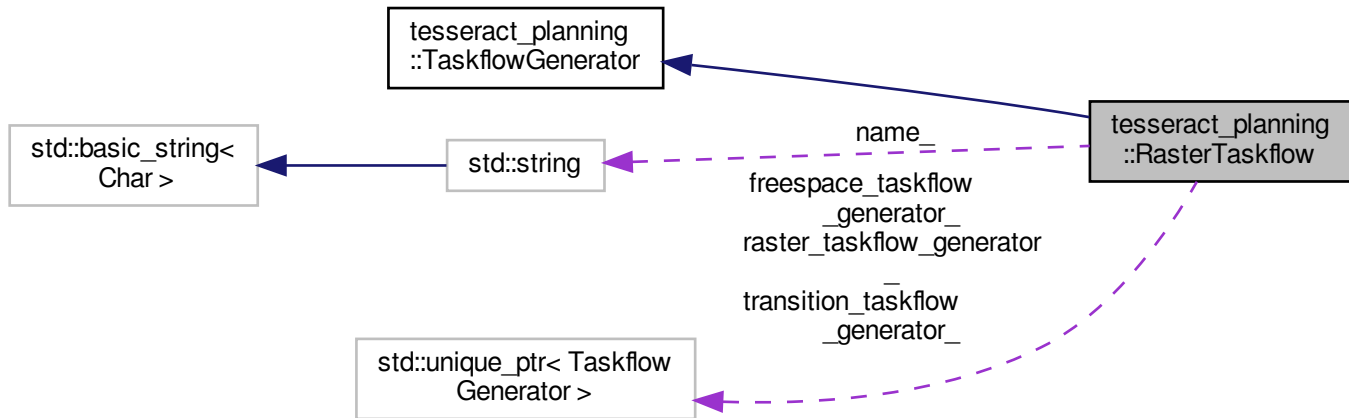 tesseract_planning
::TaskflowGenerator
tesseract_planning
::RasterTaskflow
name_
std::basic_string<
Char >
std::string
freespace_taskflow
_generator_
raster_taskflow_generator
_
transition_taskflow
_generator_
std::unique_ptr< Taskflow
Generator >